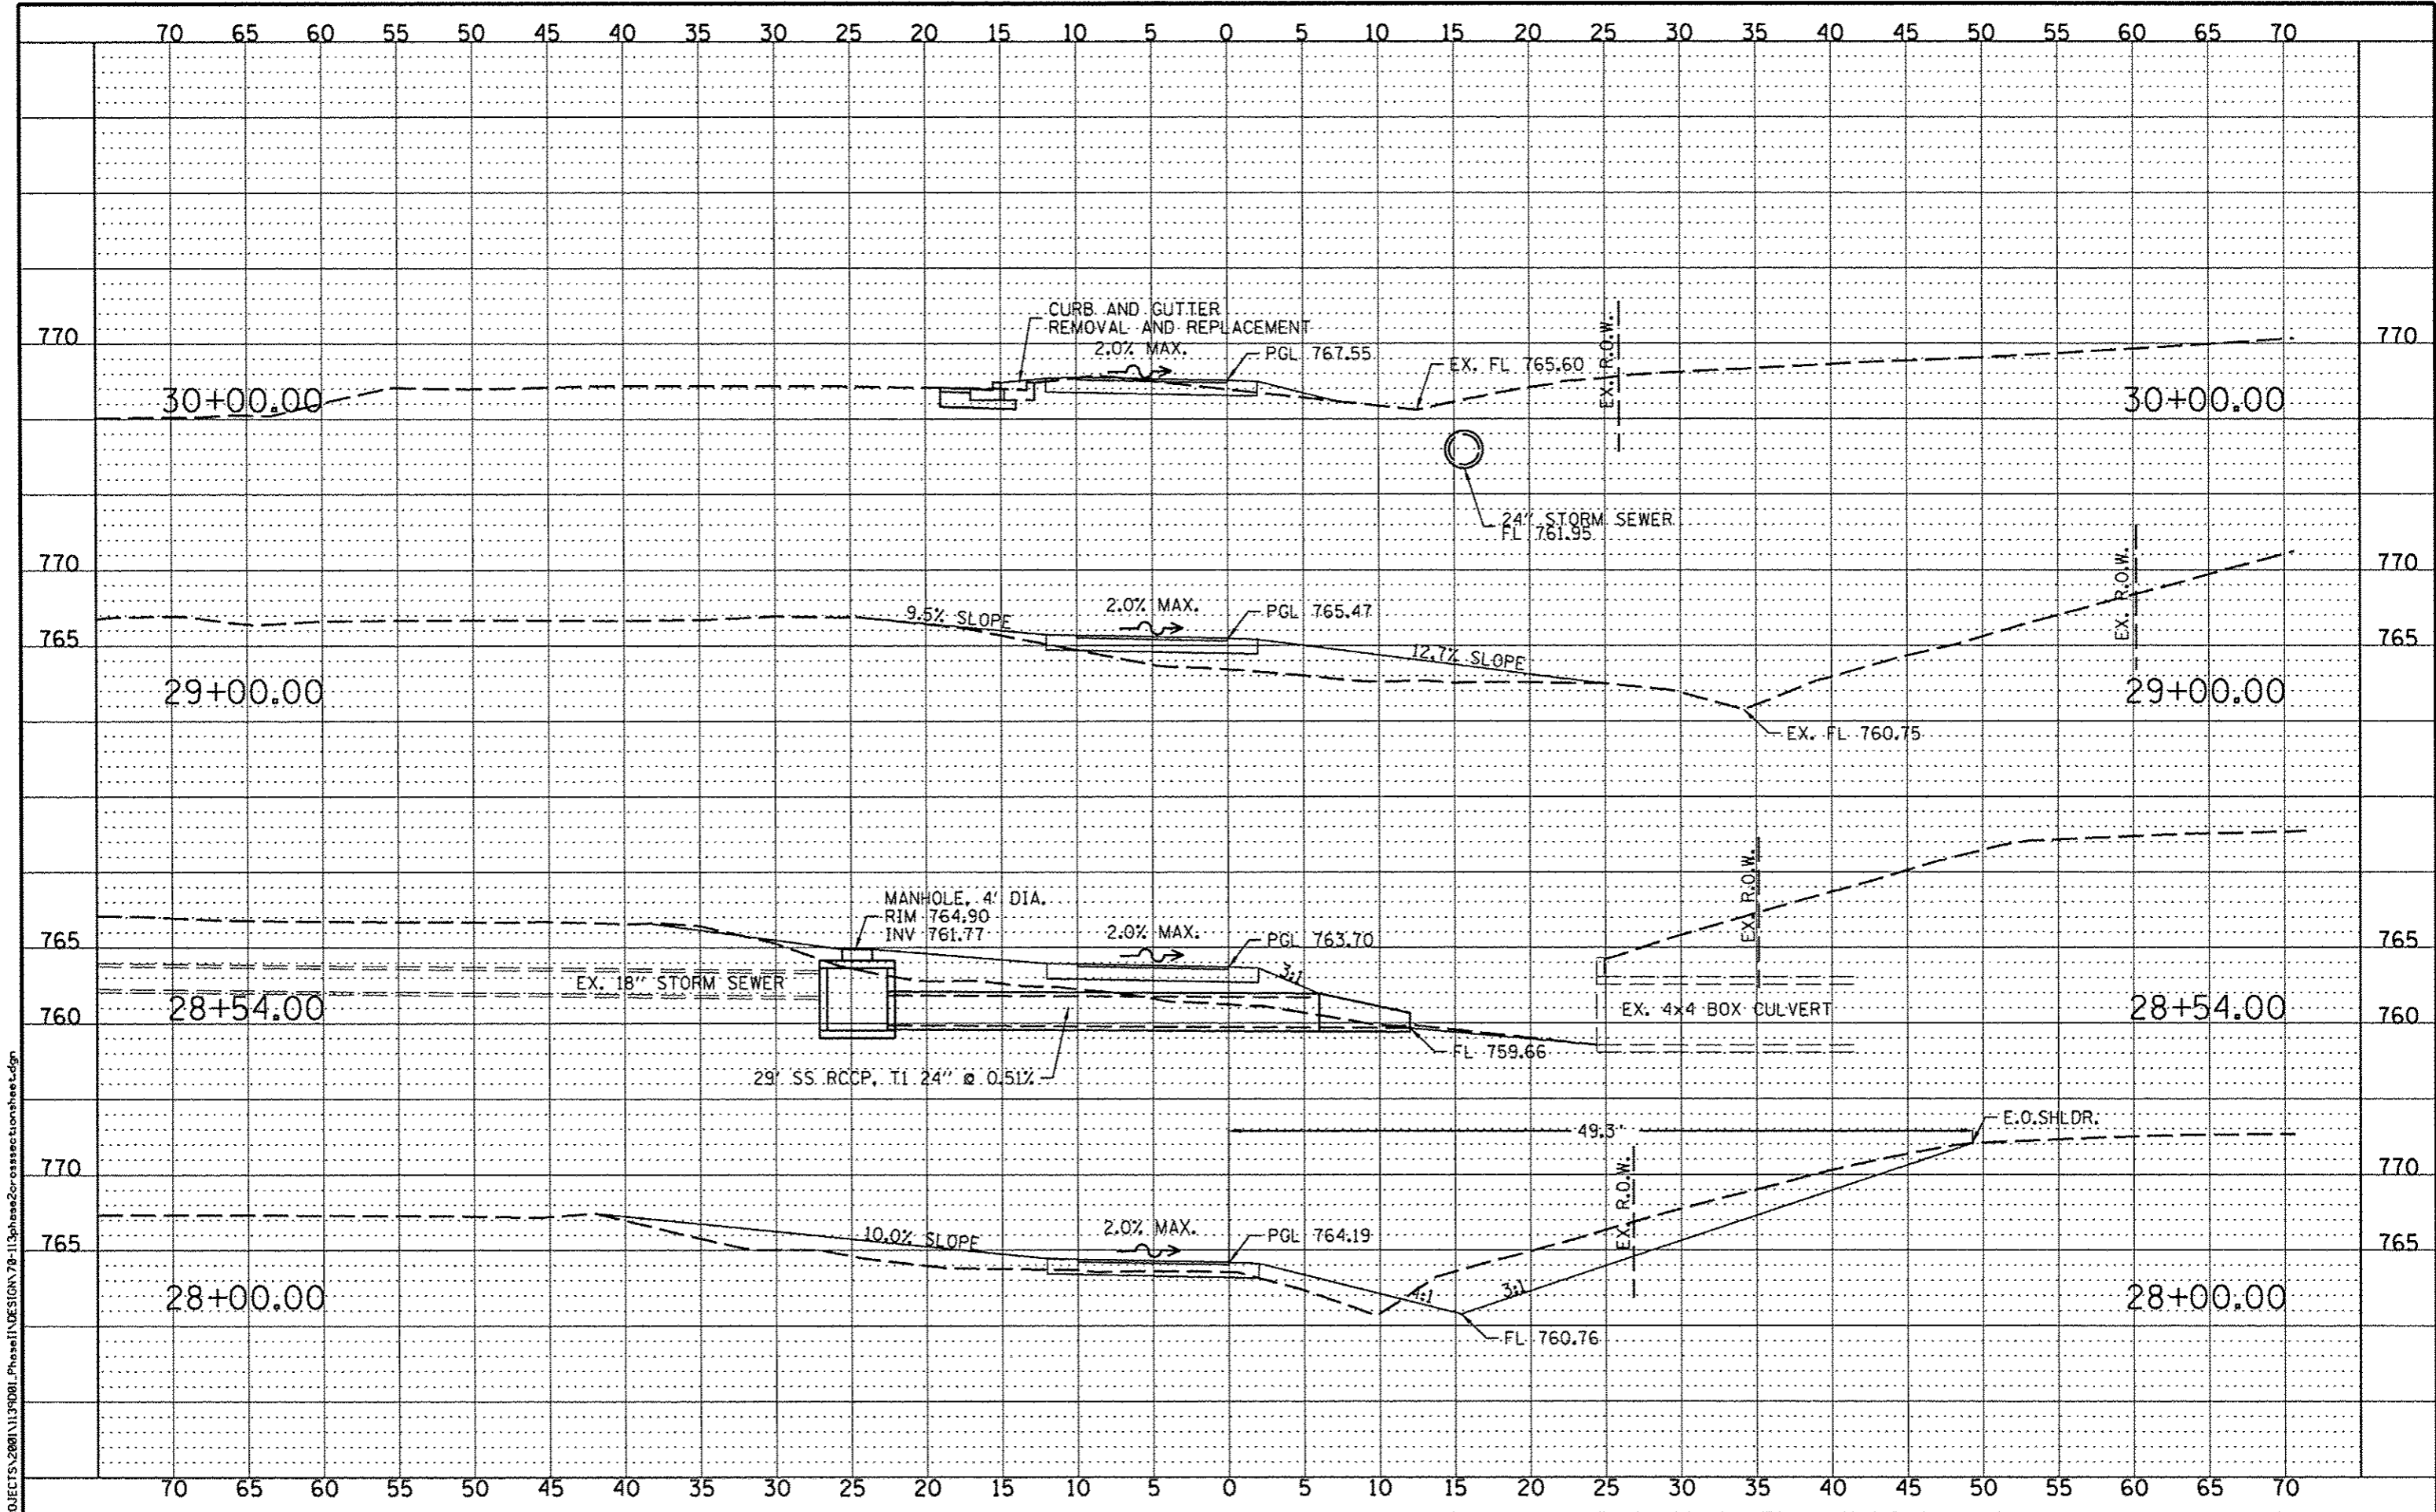 70 65 60 55 50 45 40 35 30 25 20 15 10 5 0 5 10 15 20 25 30 35 40 45 50 55 60 65 70
CURB AND GUTTER
REMOVAL AND REPLACEMENT
770 770
2.0% MAX.
PGL 767.55
EX. FL 765.60
EX. R.O.W.
30+00.00 30+00.00
24" STORM SEWER
FL 761.95
770 770
EX. R.O.W.
9.5% SLOPE
2.0% MAX.
PGL 765.47
765 765
12.7% SLOPE
29+00.00 29+00.00
EX. FL 760.75
EX. R.O.W.
MANHOLE, 4' DIA.
RIM 764.90
INV 761.77
2.0% MAX.
PGL 763.70
765 765
3:1
EX. 18" STORM SEWER
28+54.00 28+54.00
EX. 4x4 BOX CULVERT
760 760
FL 759.66
29' SS RCCP, T1 24" @ 0.51%
E.O.SHLDR.
49.3'
770 770
EX. R.O.W.
10.0% SLOPE
2.0% MAX.
PGL 764.19
765 765
4:1
3:1
28+00.00 28+00.00
FL 760.76
70 65 60 55 50 45 40 35 30 25 20 15 10 5 0 5 10 15 20 25 30 35 40 45 50 55 60 65 70
OJECTS\2001\1139D01_PhaseII\DESIGN\701-113phase2crosssectionsheet.dgn